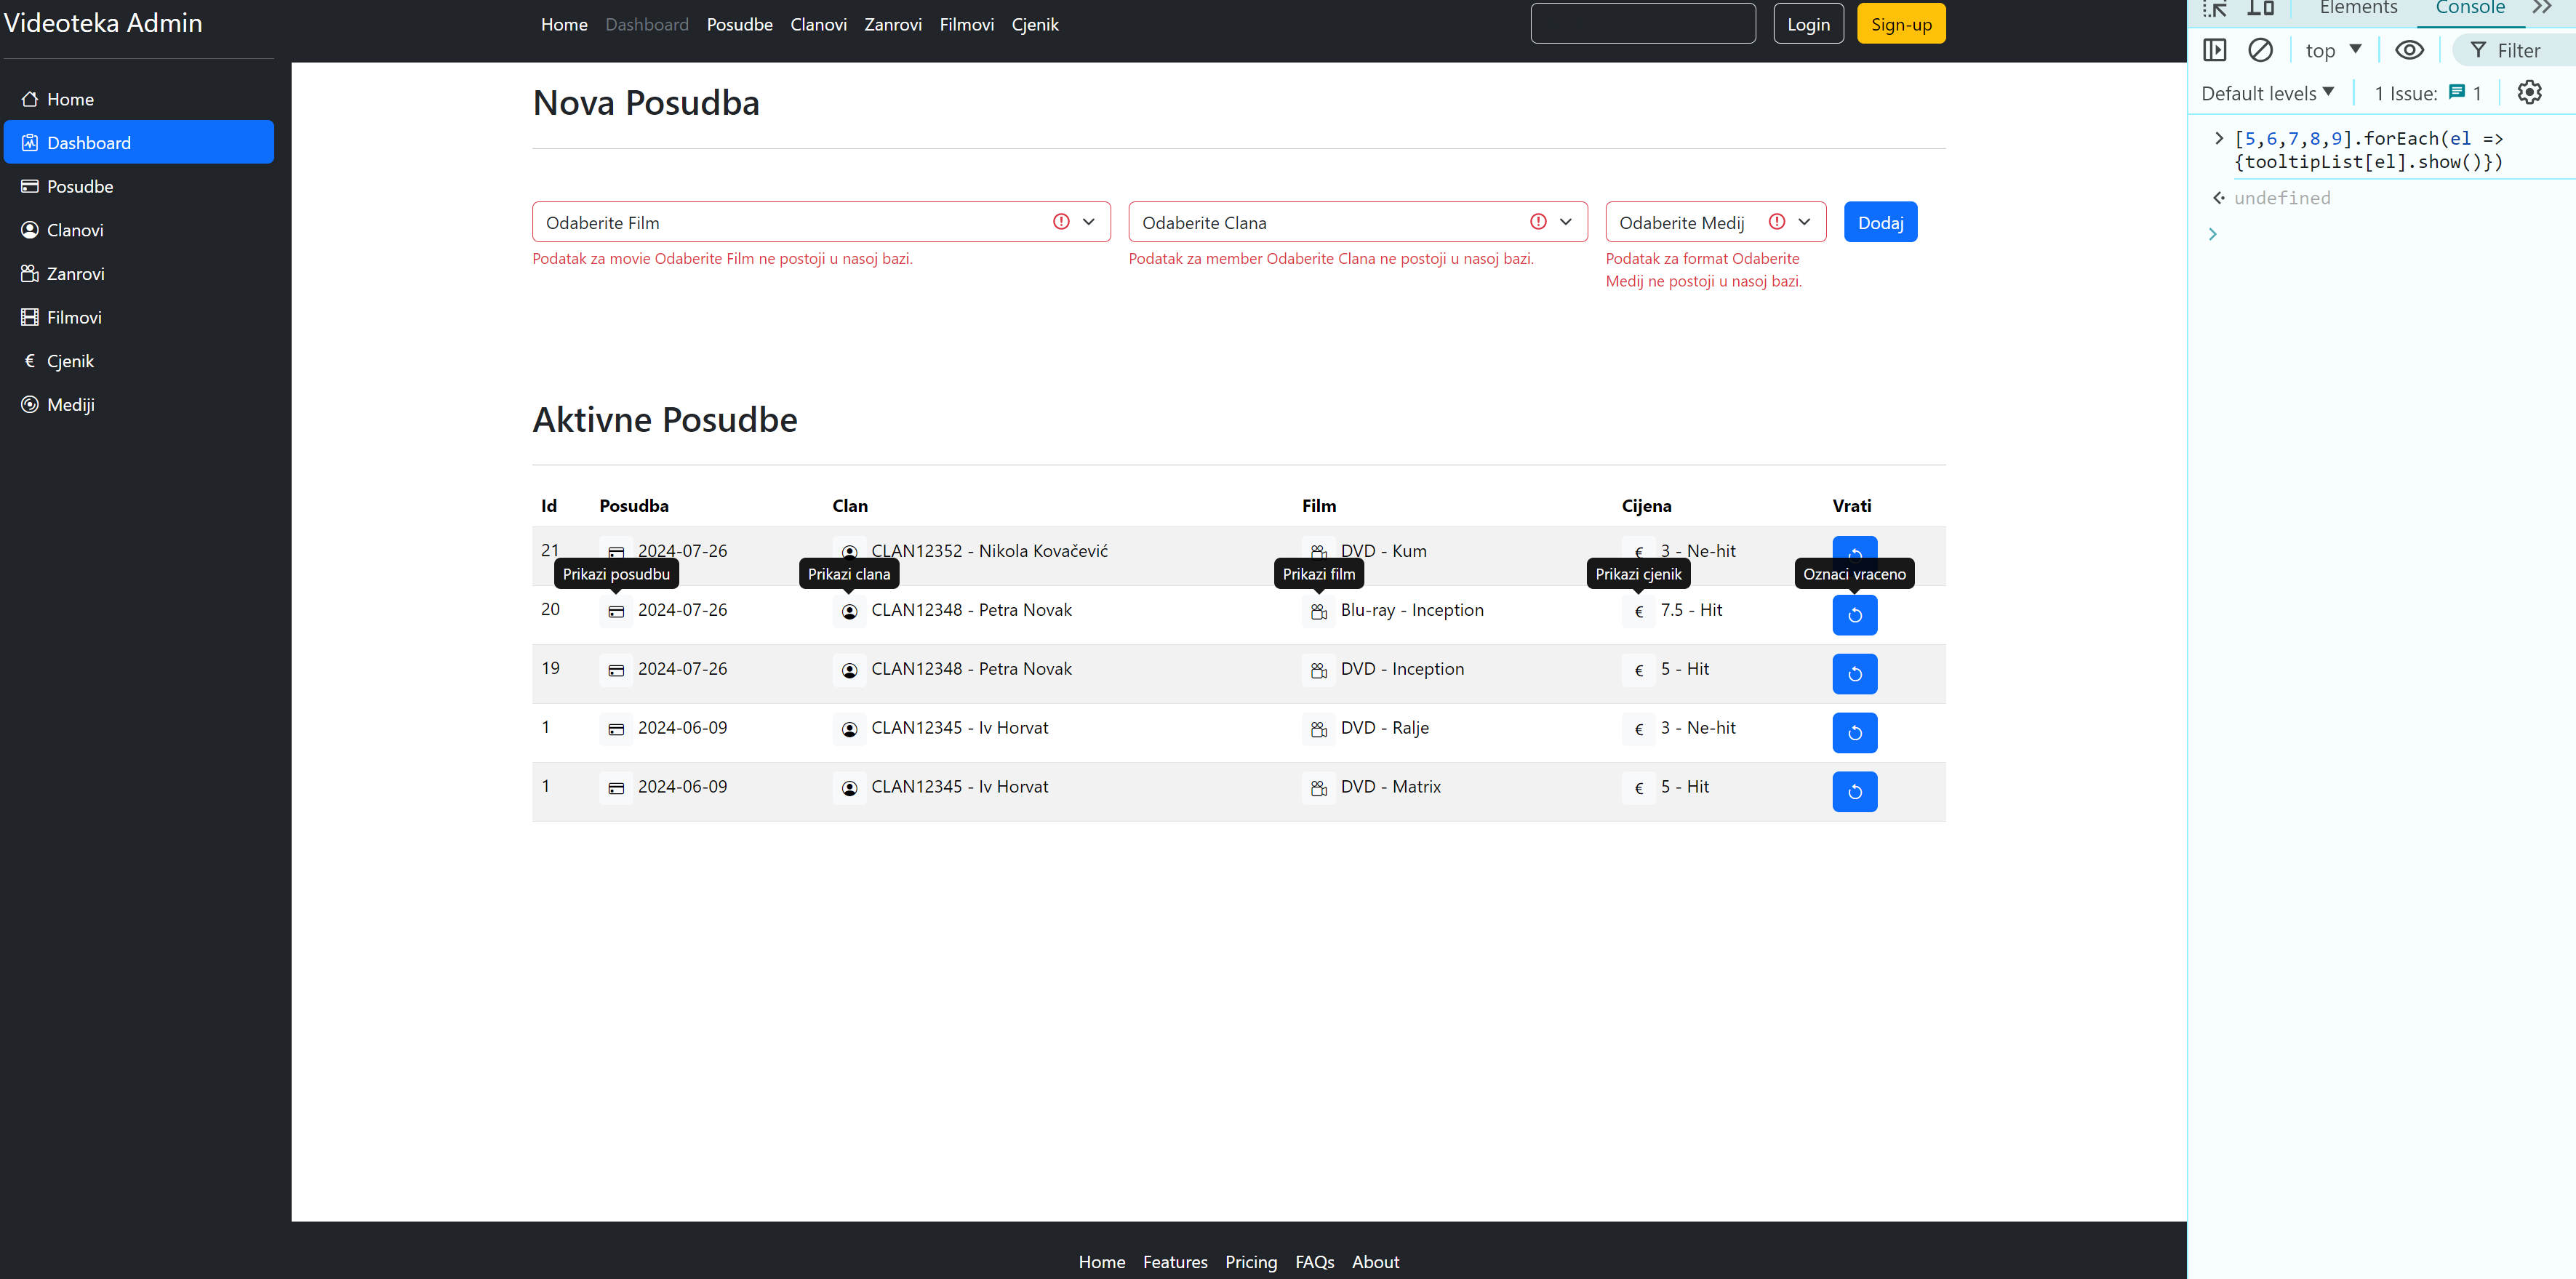 Videoteka Admin
Home Dashboard Posudbe Clanovi Zanrovi Filmovi Cjenik
Login Sign-up
Home
Dashboard
Posudbe
Clanovi
Zanrovi
Filmovi
€ Cjenik
Mediji
Nova Posudba
Odaberite Film
Podatak za movie Odaberite Film ne postoji u nasoj bazi.
Odaberite Clana
Podatak za member Odaberite Clana ne postoji u nasoj bazi.
Odaberite Medij
Podatak za format Odaberite
Medij ne postoji u nasoj bazi.
Dodaj
Aktivne Posudbe
Id Posudba Clan Film Cijena Vrati
21 2024-07-26 CLAN12352 - Nikola Kovačević DVD - Kum € 3 - Ne-hit
Prikazi posudbu Prikazi clana Prikazi film Prikazi cjenik Oznaci vraceno
20 2024-07-26 CLAN12348 - Petra Novak Blu-ray - Inception € 7.5 - Hit
19 2024-07-26 CLAN12348 - Petra Novak DVD - Inception € 5 - Hit
1 2024-06-09 CLAN12345 - Iv Horvat DVD - Ralje € 3 - Ne-hit
1 2024-06-09 CLAN12345 - Iv Horvat DVD - Matrix € 5 - Hit
Home Features Pricing FAQs About
Elements Console
top Filter
Default levels 1 Issue: 1
[5,6,7,8,9].forEach(el =>
{tooltipList[el].show()})
undefined